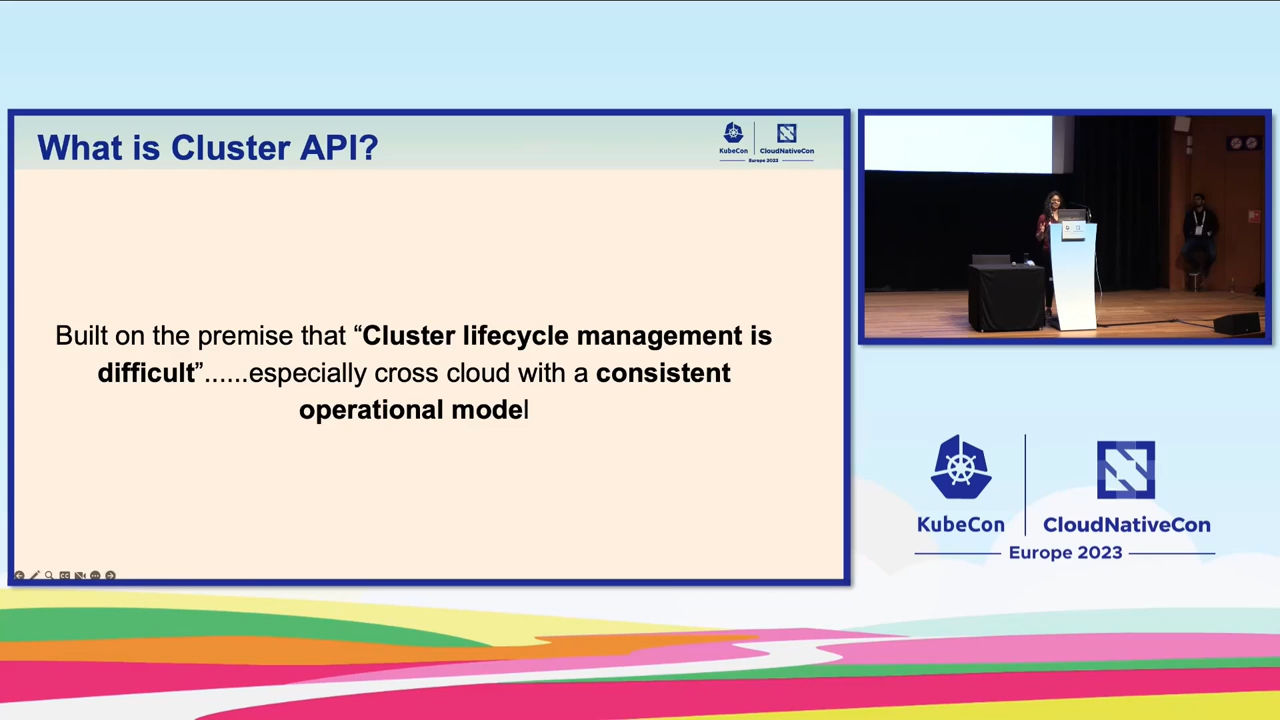 What is Cluster API?
KubeCon
CloudNativeCon
Europe 2023
Built on the premise that “Cluster lifecycle management is
difficult”......especially cross cloud with a consistent
operational model
KubeCon
CloudNativeCon
Europe 2023